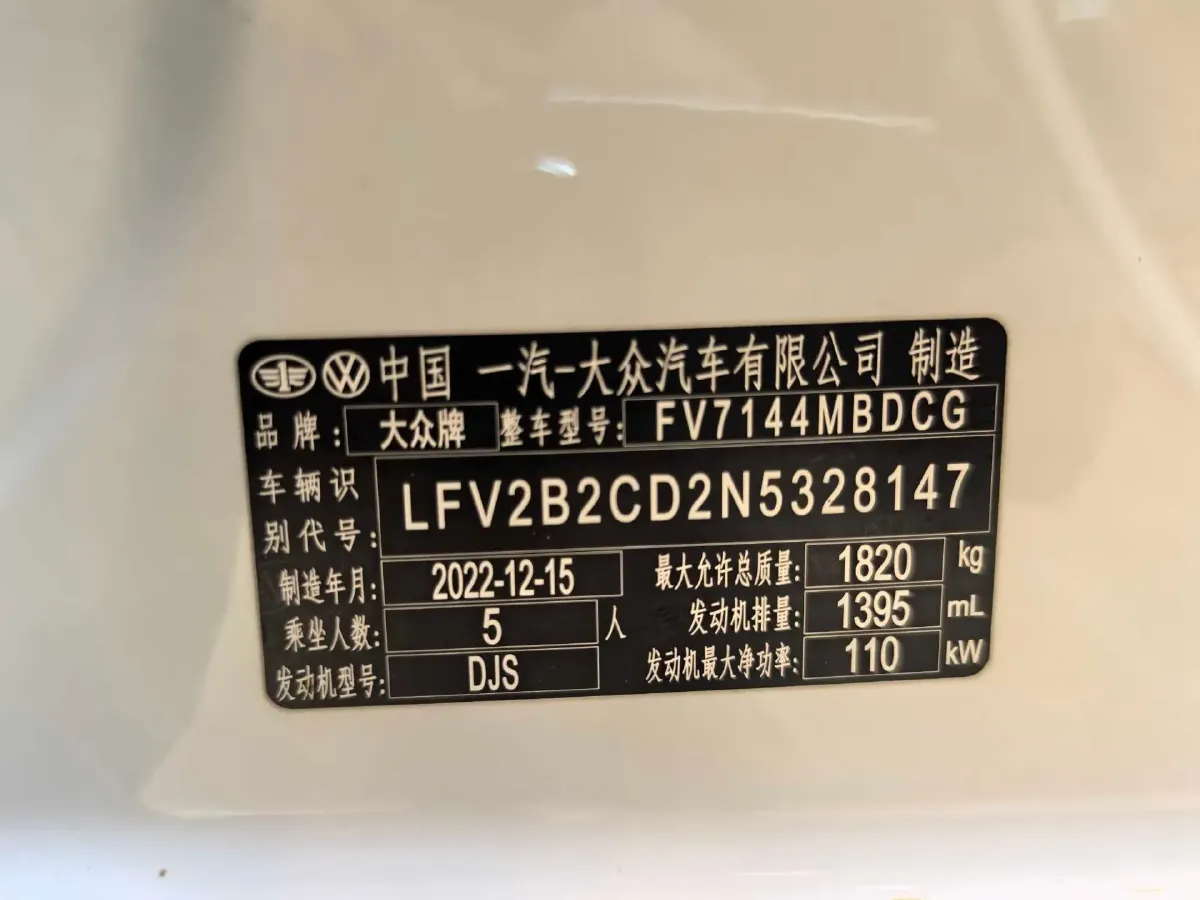 中国 一汽-大众汽车有限公司 制造
品牌: 大众牌 整车型号: FV7144MBDCG
车辆识别代号: LFV2B2CD2N5328147
制造年月: 2022-12-15 最大允许总质量: 1820 kg
乘坐人数: 5 人 发动机排量: 1395 mL
发动机型号: DJS 发动机最大净功率: 110 kW